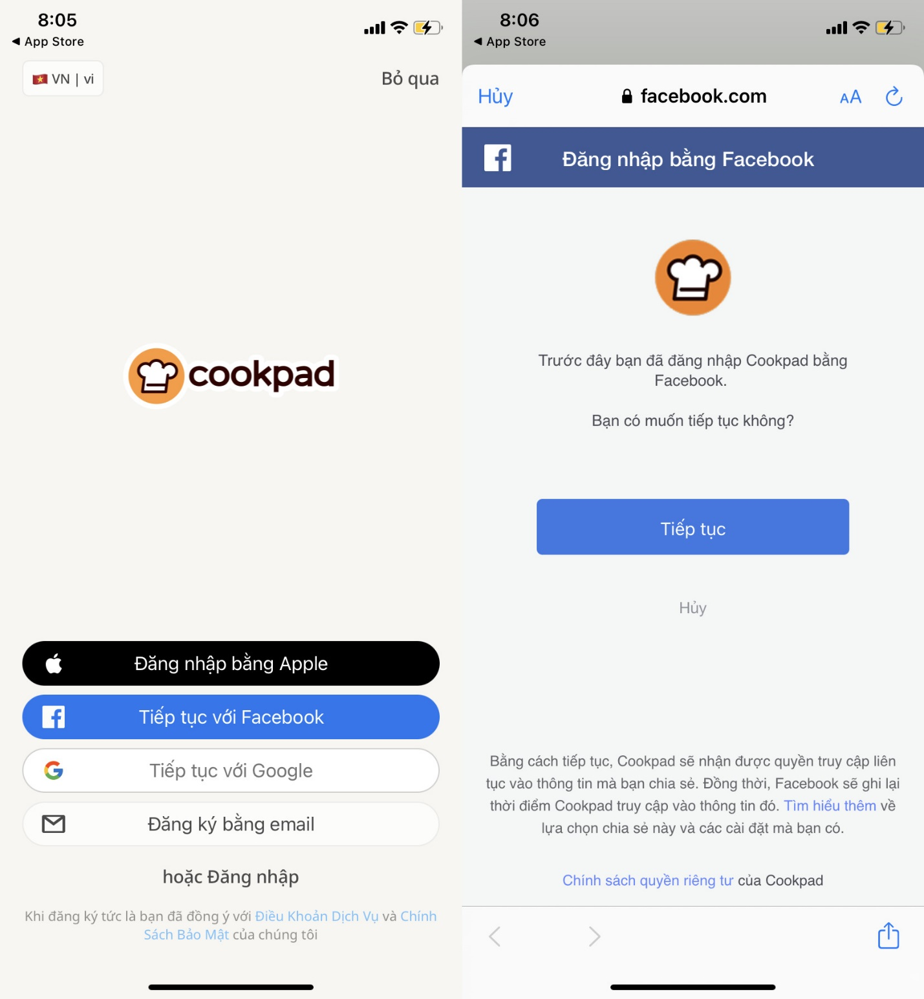 8:05
◀ App Store
VN | vi
Bỏ qua
cookpad
Đăng nhập bằng Apple
Tiếp tục với Facebook
Tiếp tục với Google
Đăng ký bằng email
hoặc Đăng nhập
Khi đăng ký tức là bạn đã đồng ý với Điều Khoản Dịch Vụ và Chính
Sách Bảo Mật của chúng tôi
8:06
◀ App Store
Hủy
facebook.com
AA
Đăng nhập bằng Facebook
Trước đây bạn đã đăng nhập Cookpad bằng
Facebook.
Bạn có muốn tiếp tục không?
Tiếp tục
Hủy
Bằng cách tiếp tục, Cookpad sẽ nhận được quyền truy cập liên
tục vào thông tin mà bạn chia sẻ. Đồng thời, Facebook sẽ ghi lại
thời điểm Cookpad truy cập vào thông tin đó. Tìm hiểu thêm về
lựa chọn chia sẻ này và các cài đặt mà bạn có.
Chính sách quyền riêng tư của Cookpad